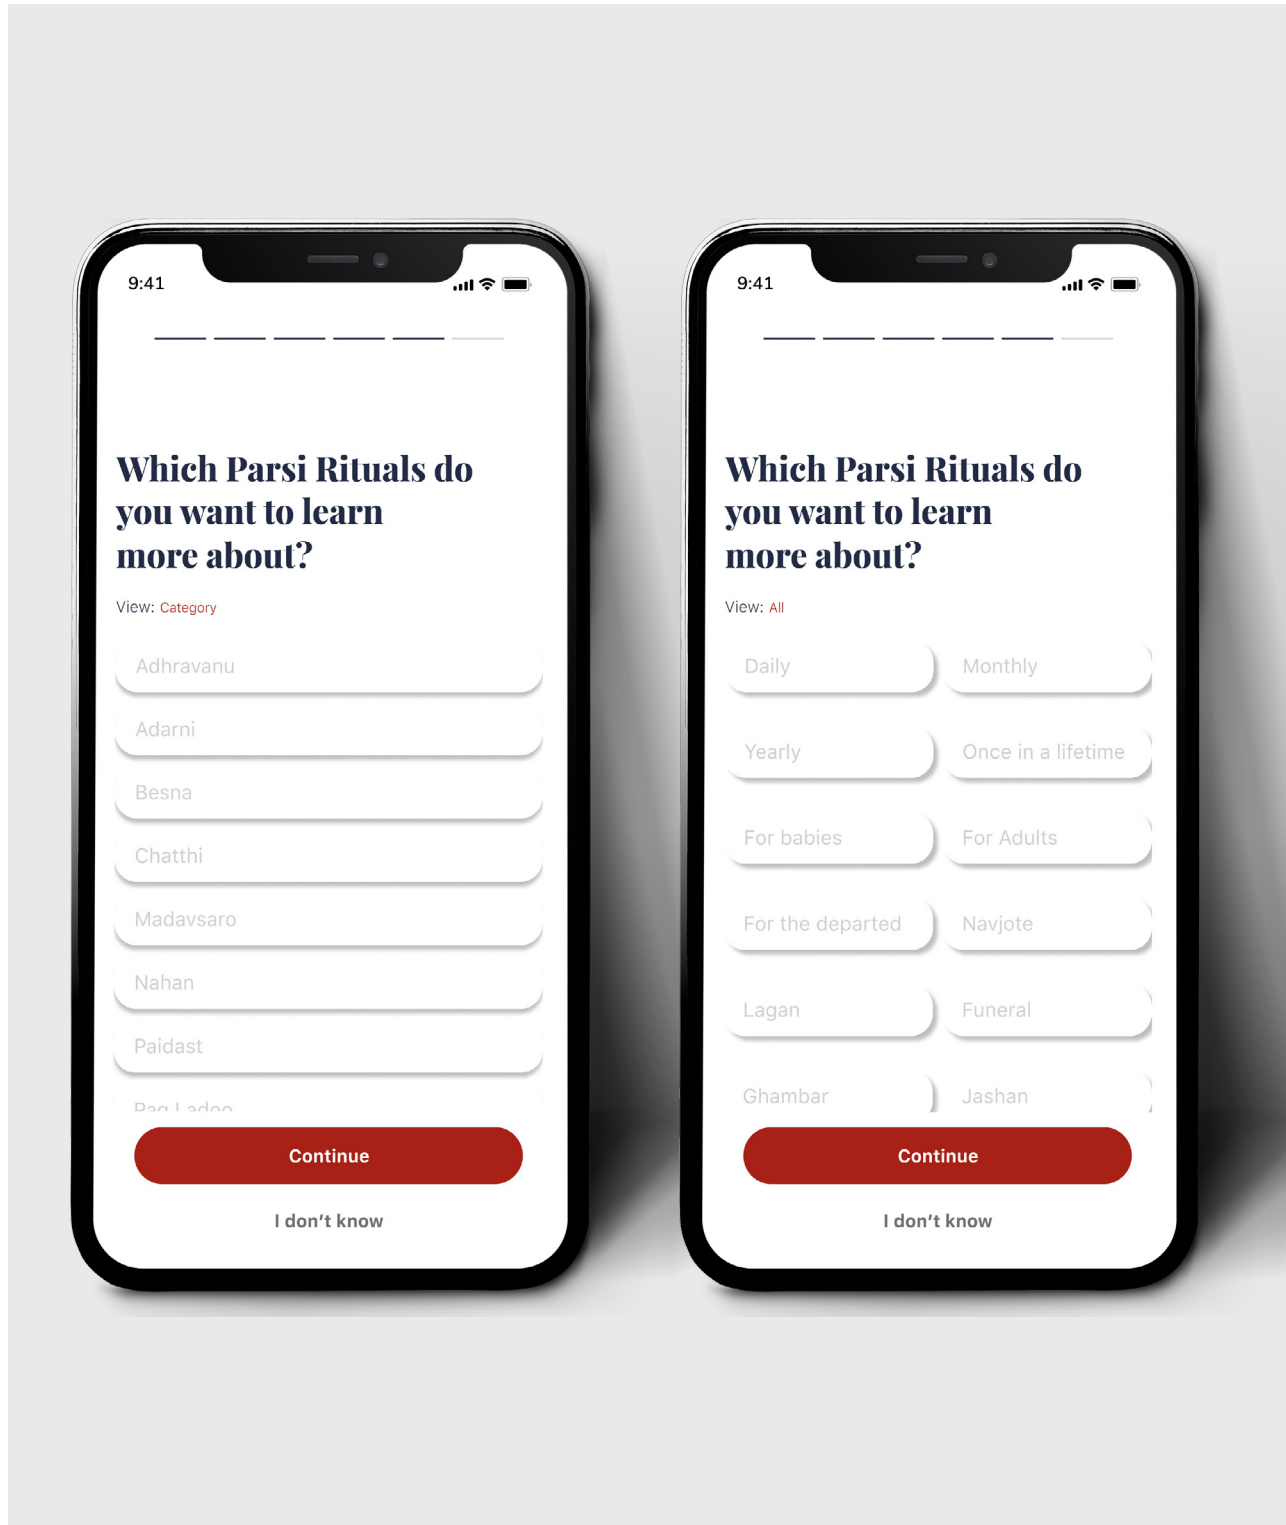 9:41
Which Parsi Rituals do
you want to learn
more about?
View: Category
Adhravanu
Adarni
Besna
Chatthi
Madavsaro
Nahan
Paidast
Pag Ladoo
Continue
I don't know
9:41
Which Parsi Rituals do
you want to learn
more about?
View: All
Daily Monthly
Yearly Once in a lifetime
For babies For Adults
For the departed Navjote
Lagan Funeral
Ghambar Jashan
Continue
I don't know